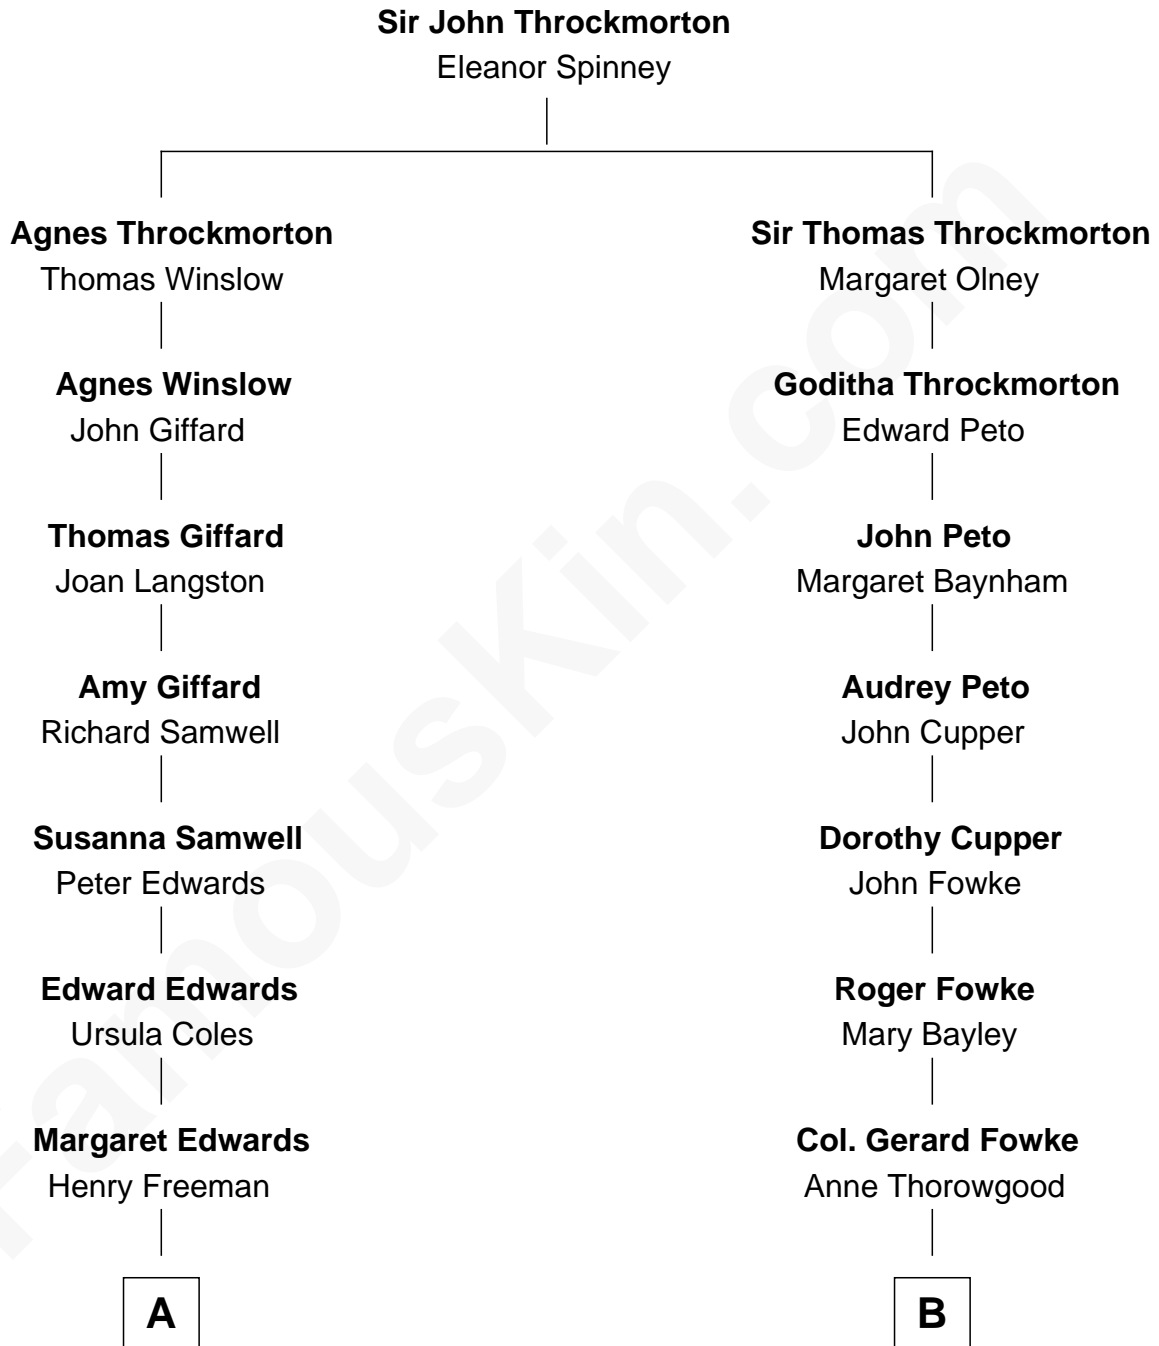 Sir John Throckmorton
Eleanor Spinney
Agnes Throckmorton
Thomas Winslow
Agnes Winslow
John Giffard
Thomas Giffard
Joan Langston
Amy Giffard
Richard Samwell
Susanna Samwell
Peter Edwards
Edward Edwards
Ursula Coles
Margaret Edwards
Henry Freeman
A
Sir Thomas Throckmorton
Margaret Olney
Goditha Throckmorton
Edward Peto
John Peto
Margaret Baynham
Audrey Peto
John Cupper
Dorothy Cupper
John Fowke
Roger Fowke
Mary Bayley
Col. Gerard Fowke
Anne Thorowgood
B
FamousKin.com